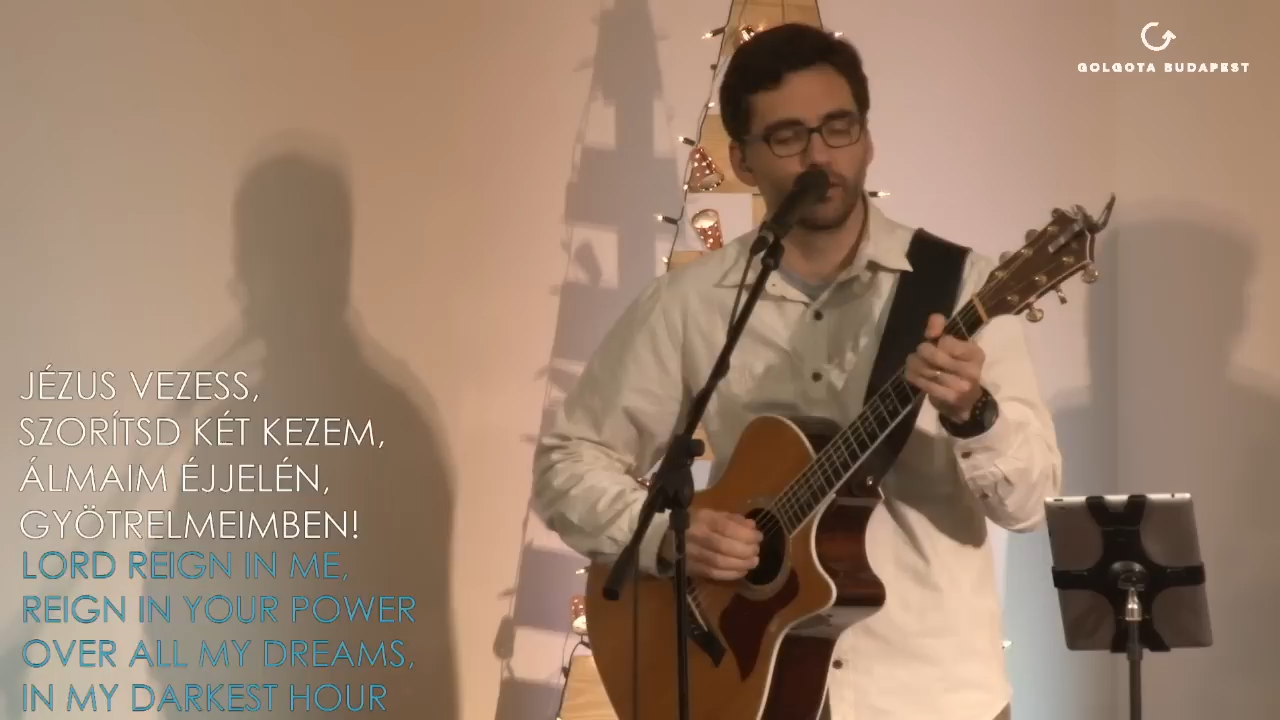 GOLGOTA BUDAPEST
JÉZUS VEZESS,
SZORÍTSD KÉT KEZEM,
ÁLMAIM ÉJJELÉN,
GYÖTRELMEIMBEN!
LORD REIGN IN ME,
REIGN IN YOUR POWER
OVER ALL MY DREAMS,
IN MY DARKEST HOUR